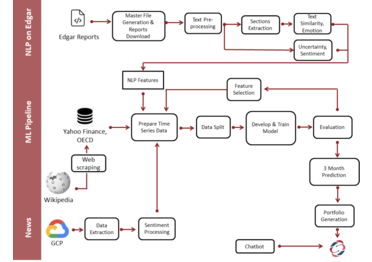 NLP on Edgar
Edgar Reports
Master File
Generation &
Reports
Download
Text Pre-
processing
Sections
Extraction
Text
Similarity,
Emotion
Uncertainty,
Sentiment
ML Pipeline
NLP Features
Feature
Selection
Yahoo Finance,
OECD
Prepare Time
Series Data
Data Split
Develop & Train
Model
Evaluation
Web
scraping
Wikipedia
3 Month
Prediction
Portfolio
Generation
News
GCP
Data
Extraction
Sentiment
Processing
Chatbot